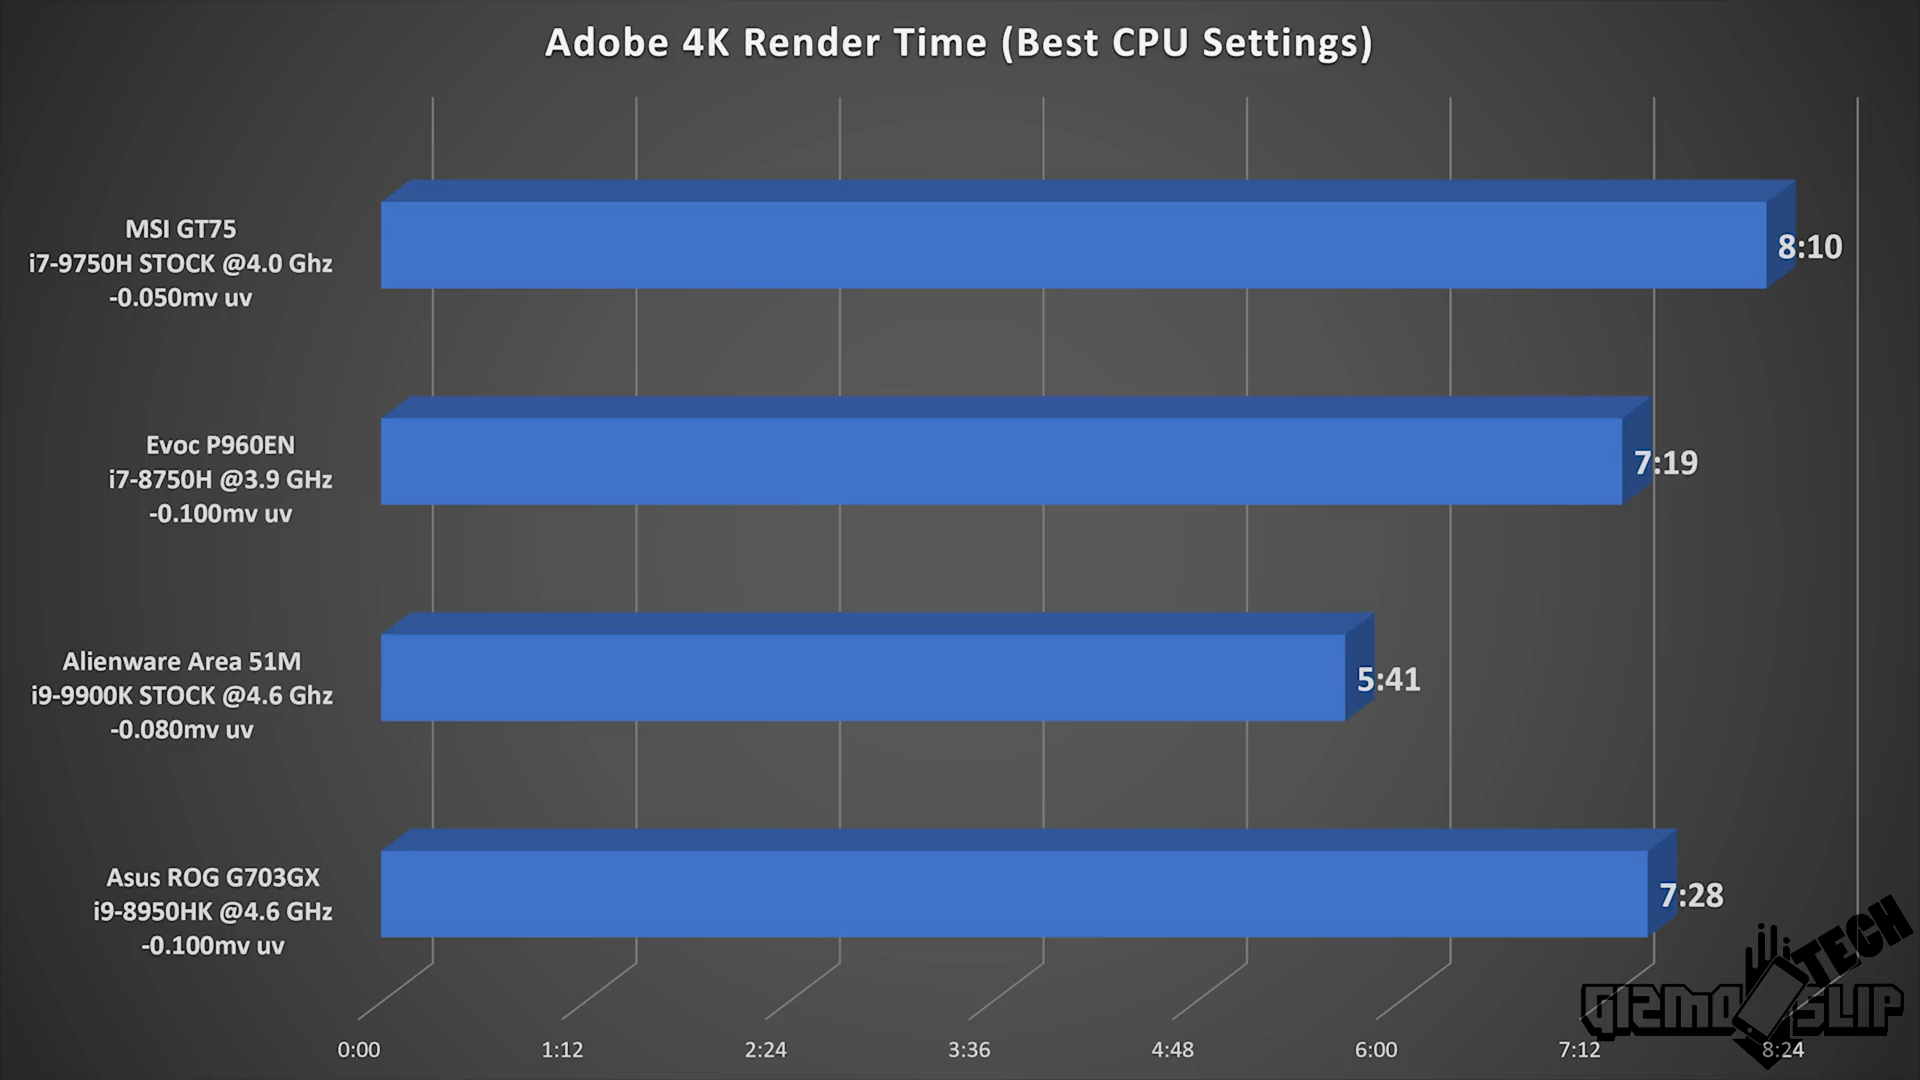 Adobe 4K Render Time (Best CPU Settings)
MSI GT75
i7-9750H STOCK @4.0 Ghz
-0.050mv uv
8:10
Evoc P960EN
i7-8750H @3.9 GHz
-0.100mv uv
7:19
Alienware Area 51M
i9-9900K STOCK @4.6 Ghz
-0.080mv uv
5:41
Asus ROG G703GX
i9-8950HK @4.6 GHz
-0.100mv uv
7:28
0:00 1:12 2:24 3:36 4:48 6:00 7:12 8:24
TECH
GIZMO SLIP